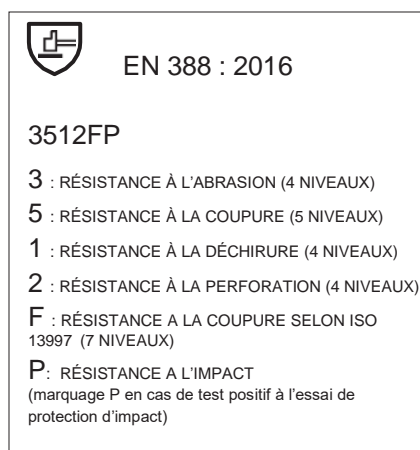 EN 388 : 2016
3512FP
3 : RÉSISTANCE À L’ABRASION (4 NIVEAUX)
5 : RÉSISTANCE À LA COUPURE (5 NIVEAUX)
1 : RÉSISTANCE À LA DÉCHIRURE (4 NIVEAUX)
2 : RÉSISTANCE À LA PERFORATION (4 NIVEAUX)
F : RÉSISTANCE A LA COUPURE SELON ISO
13997 (7 NIVEAUX)
P: RÉSISTANCE A L’IMPACT
(marquage P en cas de test positif à l’essai de
protection d’impact)